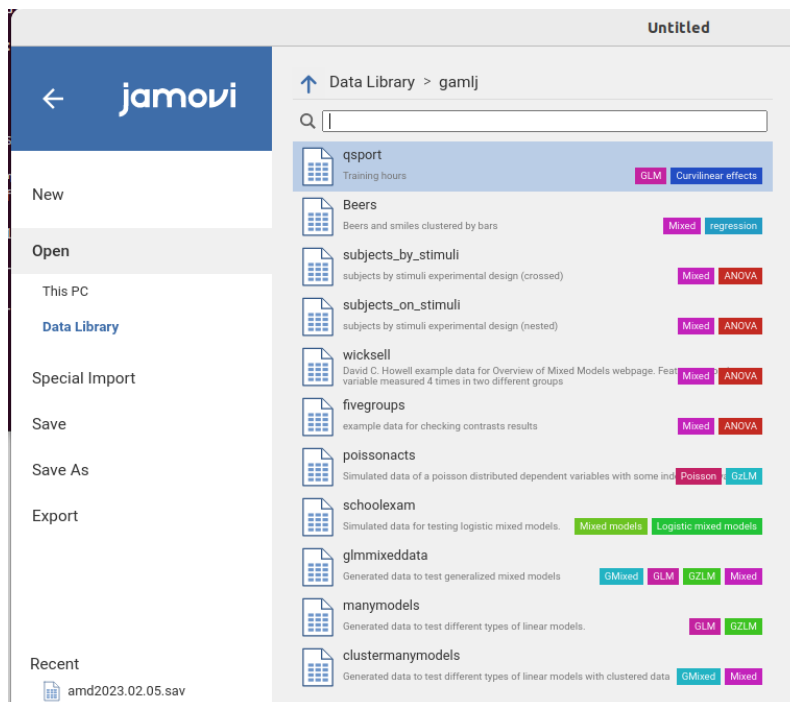 Untitled
jamovi
New
Open
This PC
Data Library
Special Import
Save
Save As
Export
Recent
amd2023.02.05.sav
Data Library > gamlj
qsport
Training hours GLM Curvilinear effects
Beers
Beers and smiles clustered by bars Mixed regression
subjects_by_stimuli
subjects by stimuli experimental design (crossed) Mixed ANOVA
subjects_on_stimuli
subjects by stimuli experimental design (nested) Mixed ANOVA
wicksell
David C. Howell example data for Overview of Mixed Models webpage.
variable measured 4 times in two different groups Mixed ANOVA
fivegroups
example data for checking contrasts results Mixed ANOVA
poissonacts
Simulated data of a poisson distributed dependent variables with some Poisson GzLM
schoolexam
Simulated data for testing logistic mixed models. Mixed models Logistic mixed models
glmmixeddata
Generated data to test generalized mixed models GMixed GLM GZLM Mixed
manymodels
Generated data to test different types of linear models. GLM GZLM
clustermanymodels
Generated data to test different types of linear models with clustered data GMixed Mixed